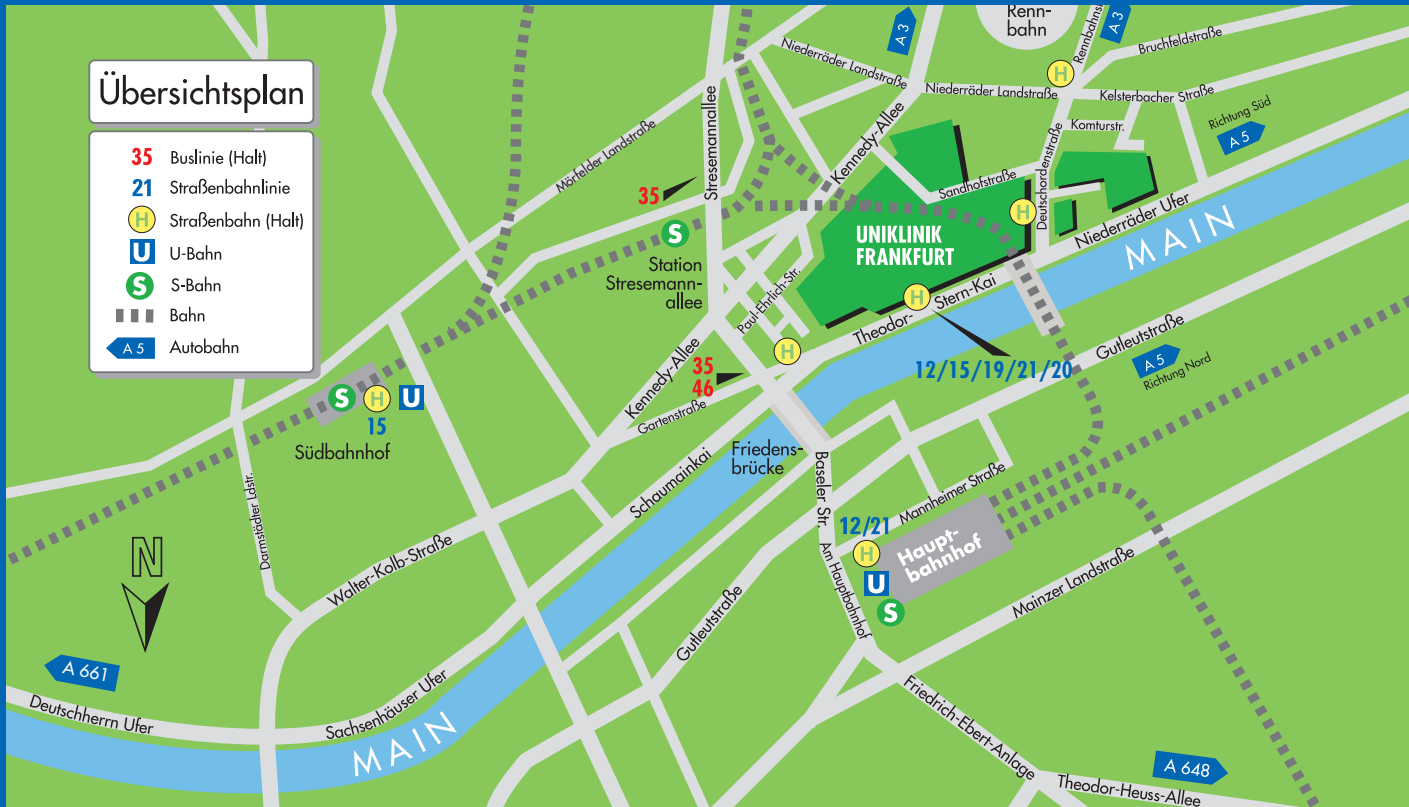 Übersichtsplan
35 Buslinie (Halt)
21 Straßenbahnlinie
H Straßenbahn (Halt)
U U-Bahn
S S-Bahn
Bahn
A 5 Autobahn
Renn-
bahn
A 3
A 3
Rennbahnst
Bruchfeldstraße
Niederräder Landstraße
Niederräder Landstraße
H
Kelsterbacher Straße
Richtung Süd
A 5
Komturstr.
Stresemannallee
Mörfelder Landstraße
Kennedy-Allee
Sandhofstraße
Deutschordenstraße
35
H
Niederräder Ufer
MAIN
S
Station
Stresemann-
allee
UNIKLINIK
FRANKFURT
Paul-Ehrlich-Str.
H
Theodor-
Stern-Kai
H
Gutleutstraße
A 5
Richtung Nord
12/15/19/21/20
35
46
Kennedy-Allee
Gartenstraße
S
H
U
15
Südbahnhof
Friedens-
brücke
Schaumainkai
Baseler Str.
Mannheimer Straße
Darmstädter Ldstr.
12/21
H
Haupt-
bahnhof
U
S
Am Hauptbahnhof
Mainzer Landstraße
N
Walter-Kolb-Straße
Gutleutstraße
A 661
Deutschherrn Ufer
Sachsenhäuser Ufer
MAIN
Friedrich-Ebert-Anlage
A 648
Theodor-Heuss-Allee